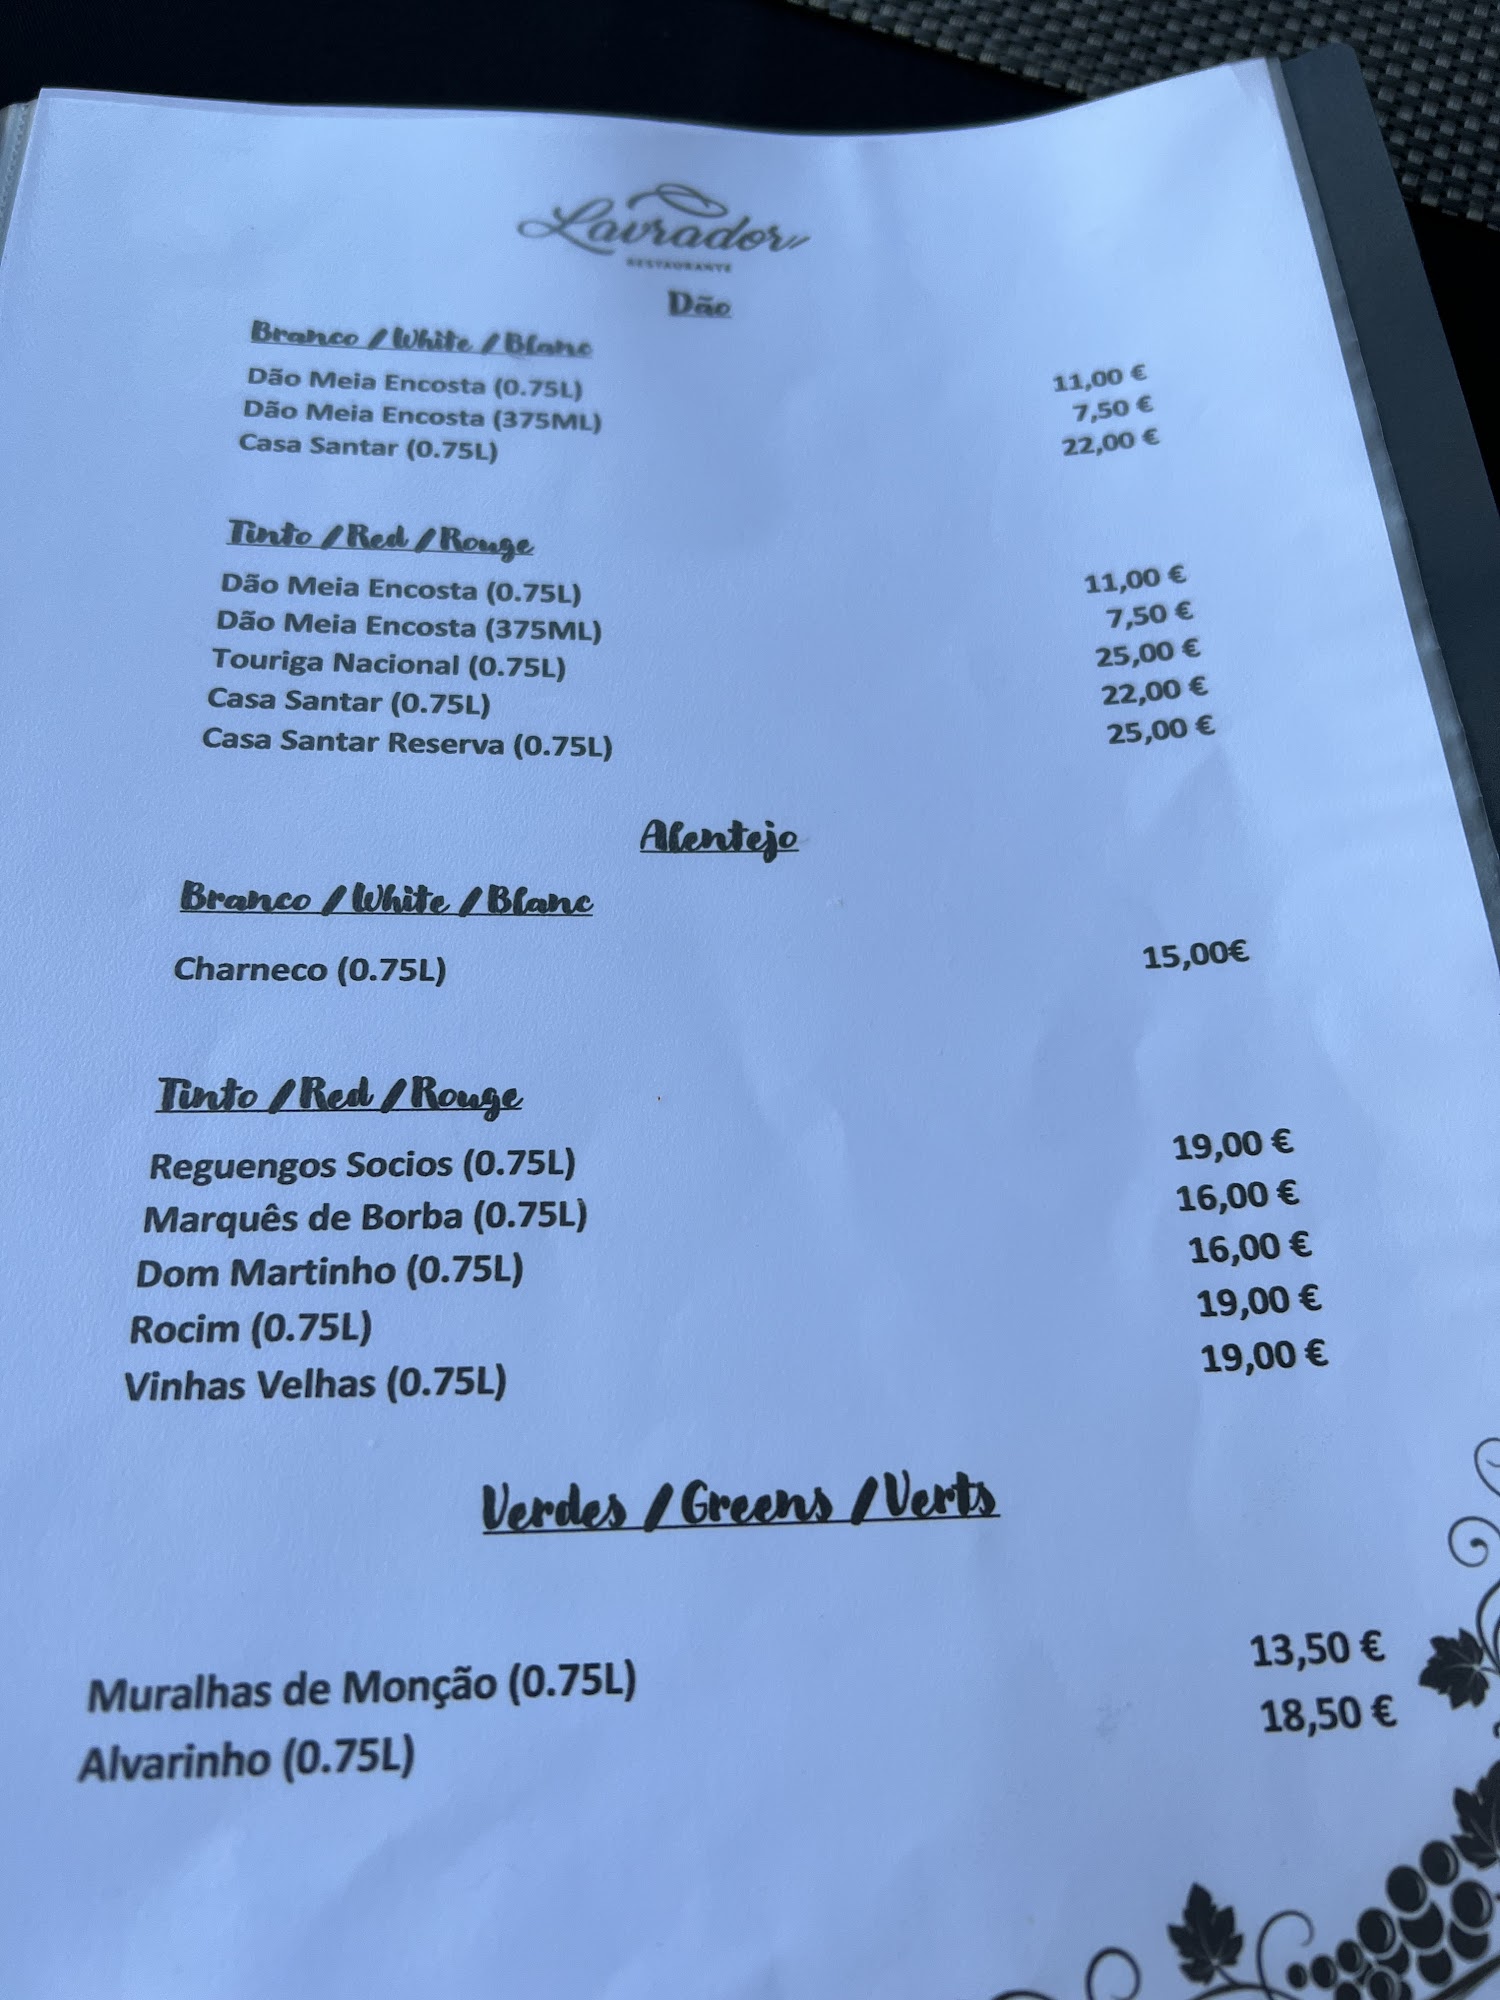 Lavrador
RESTAURANTE
Dão
Branco / White / Blanc
Dão Meia Encosta (0.75L) 11,00 €
Dão Meia Encosta (375ML) 7,50 €
Casa Santar (0.75L) 22,00 €
Tinto / Red / Rouge
Dão Meia Encosta (0.75L) 11,00 €
Dão Meia Encosta (375ML) 7,50 €
Touriga Nacional (0.75L) 25,00 €
Casa Santar (0.75L) 22,00 €
Casa Santar Reserva (0.75L) 25,00 €
Alentejo
Branco / White / Blanc
Charneco (0.75L) 15,00€
Tinto / Red / Rouge
Reguengos Socios (0.75L) 19,00 €
Marquês de Borba (0.75L) 16,00 €
Dom Martinho (0.75L) 16,00 €
Rocim (0.75L) 19,00 €
Vinhas Velhas (0.75L) 19,00 €
Verdes / Greens / Verts
Muralhas de Monção (0.75L) 13,50 €
Alvarinho (0.75L) 18,50 €